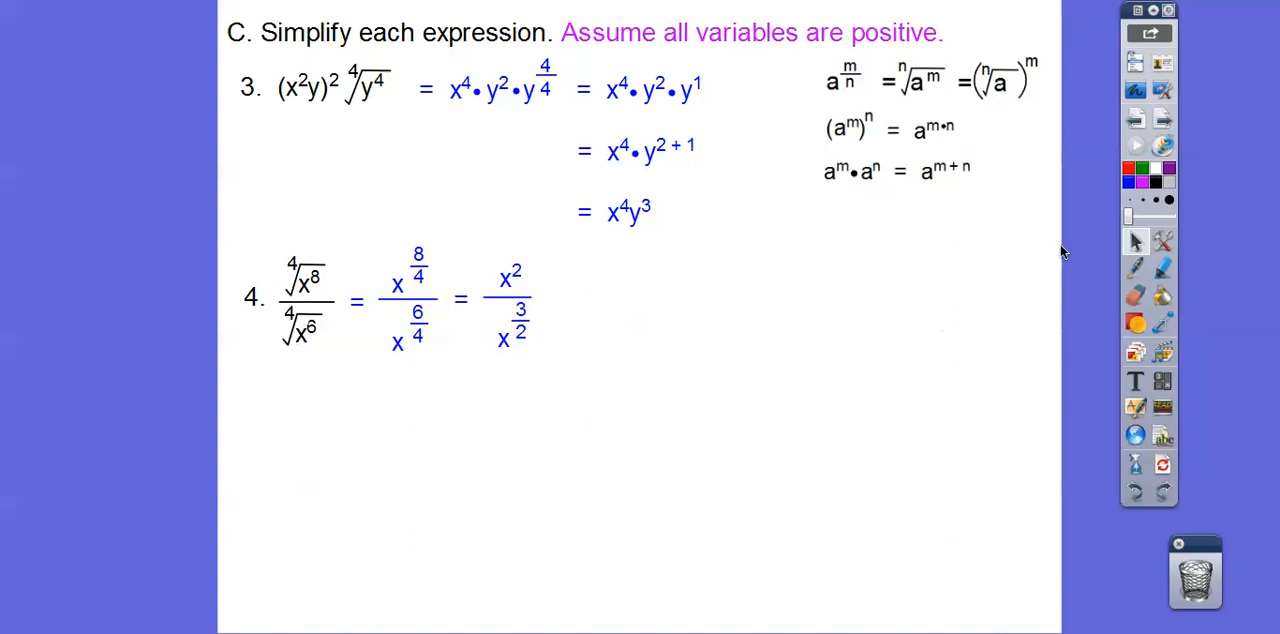 C. Simplify each expression. Assume all variables are positive.
3. (x²y)² ⁴√y⁴ = x⁴•y²•y^(4/4) = x⁴•y²•y¹
= x⁴•y^(2 + 1)
= x⁴y³
a^(m/n) = ⁿ√a^m = (ⁿ√a)^m
(a^m)^n = a^(m•n)
a^m•a^n = a^(m + n)
4. ⁴√x⁸ / ⁴√x⁶ = x^(8/4) / x^(6/4) = x² / x^(3/2)